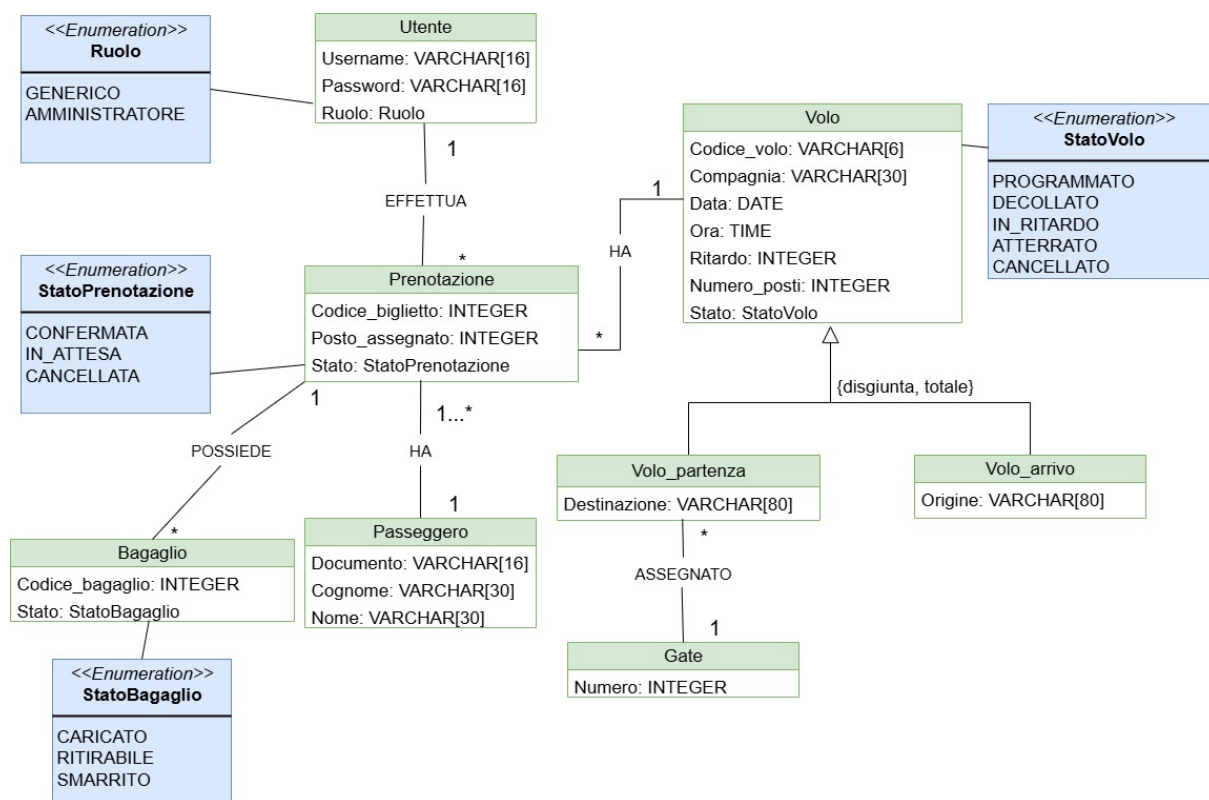 <<Enumeration>>
Ruolo
GENERICO
AMMINISTRATORE
Utente
Username: VARCHAR[16]
Password: VARCHAR[16]
Ruolo: Ruolo
1
EFFETTUA
*
Volo
Codice_volo: VARCHAR[6]
Compagnia: VARCHAR[30]
Data: DATE
Ora: TIME
Ritardo: INTEGER
Numero_posti: INTEGER
Stato: StatoVolo
<<Enumeration>>
StatoVolo
PROGRAMMATO
DECOLLATO
IN_RITARDO
ATTERRATO
CANCELLATO
1
HA
*
<<Enumeration>>
StatoPrenotazione
CONFERMATA
IN_ATTESA
CANCELLATA
Prenotazione
Codice_biglietto: INTEGER
Posto_assegnato: INTEGER
Stato: StatoPrenotazione
1
POSSIEDE
*
1...*
HA
1
{disgiunta, totale}
Volo_partenza
Destinazione: VARCHAR[80]
Volo_arrivo
Origine: VARCHAR[80]
*
ASSEGNATO
1
Bagaglio
Codice_bagaglio: INTEGER
Stato: StatoBagaglio
Passeggero
Documento: VARCHAR[16]
Cognome: VARCHAR[30]
Nome: VARCHAR[30]
Gate
Numero: INTEGER
<<Enumeration>>
StatoBagaglio
CARICATO
RITIRABILE
SMARRITO